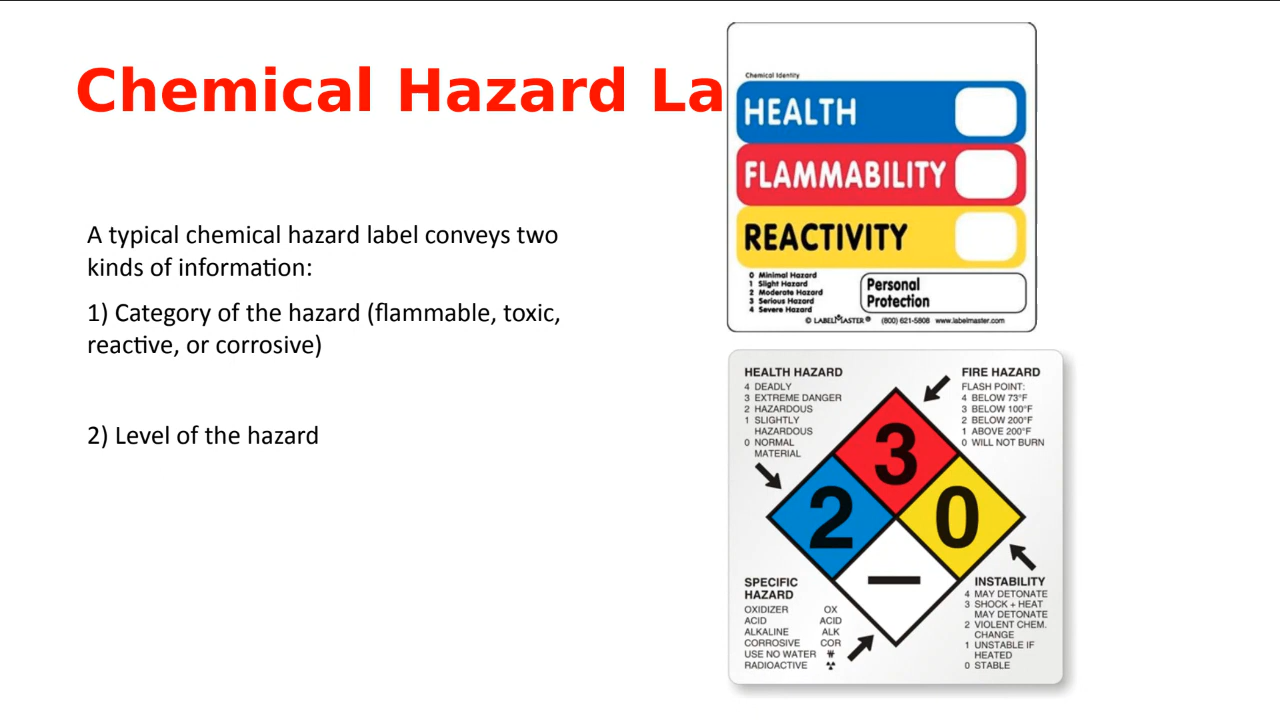 Chemical Hazard La
A typical chemical hazard label conveys two
kinds of information:
1) Category of the hazard (flammable, toxic,
reactive, or corrosive)
2) Level of the hazard
Chemical Identity
HEALTH
FLAMMABILITY
REACTIVITY
0 Minimal Hazard
1 Slight Hazard
2 Moderate Hazard
3 Serious Hazard
4 Severe Hazard
Personal
Protection
© LABELMASTER ® (800) 621-5808 www.labelmaster.com
HEALTH HAZARD
4 DEADLY
3 EXTREME DANGER
2 HAZARDOUS
1 SLIGHTLY
HAZARDOUS
0 NORMAL
MATERIAL
FIRE HAZARD
FLASH POINT:
4 BELOW 73°F
3 BELOW 100°F
2 BELOW 200°F
1 ABOVE 200°F
0 WILL NOT BURN
3
2
0
—
SPECIFIC
HAZARD
OXIDIZER OX
ACID ACID
ALKALINE ALK
CORROSIVE COR
USE NO WATER W
RADIOACTIVE ☢
INSTABILITY
4 MAY DETONATE
3 SHOCK + HEAT
MAY DETONATE
2 VIOLENT CHEM.
CHANGE
1 UNSTABLE IF
HEATED
0 STABLE